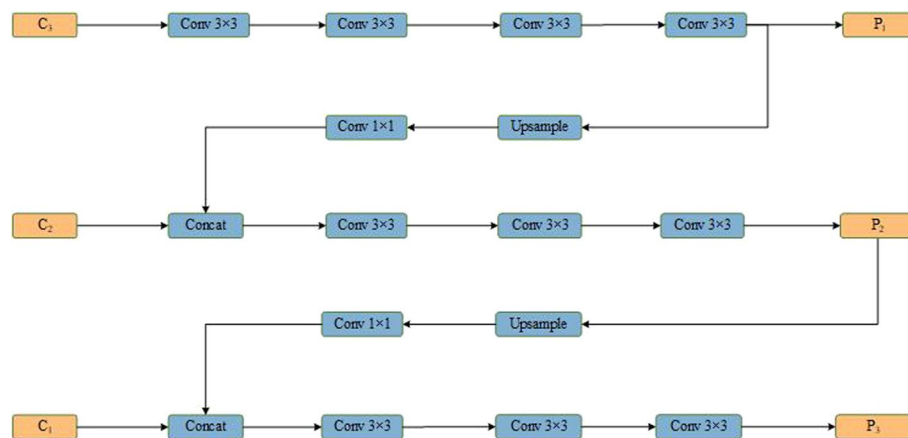 C₃ Conv 3×3 Conv 3×3 Conv 3×3 Conv 3×3 P₁
Conv 1×1 Upsample
C₂ Concat Conv 3×3 Conv 3×3 Conv 3×3 P₂
Conv 1×1 Upsample
C₁ Concat Conv 3×3 Conv 3×3 Conv 3×3 P₃